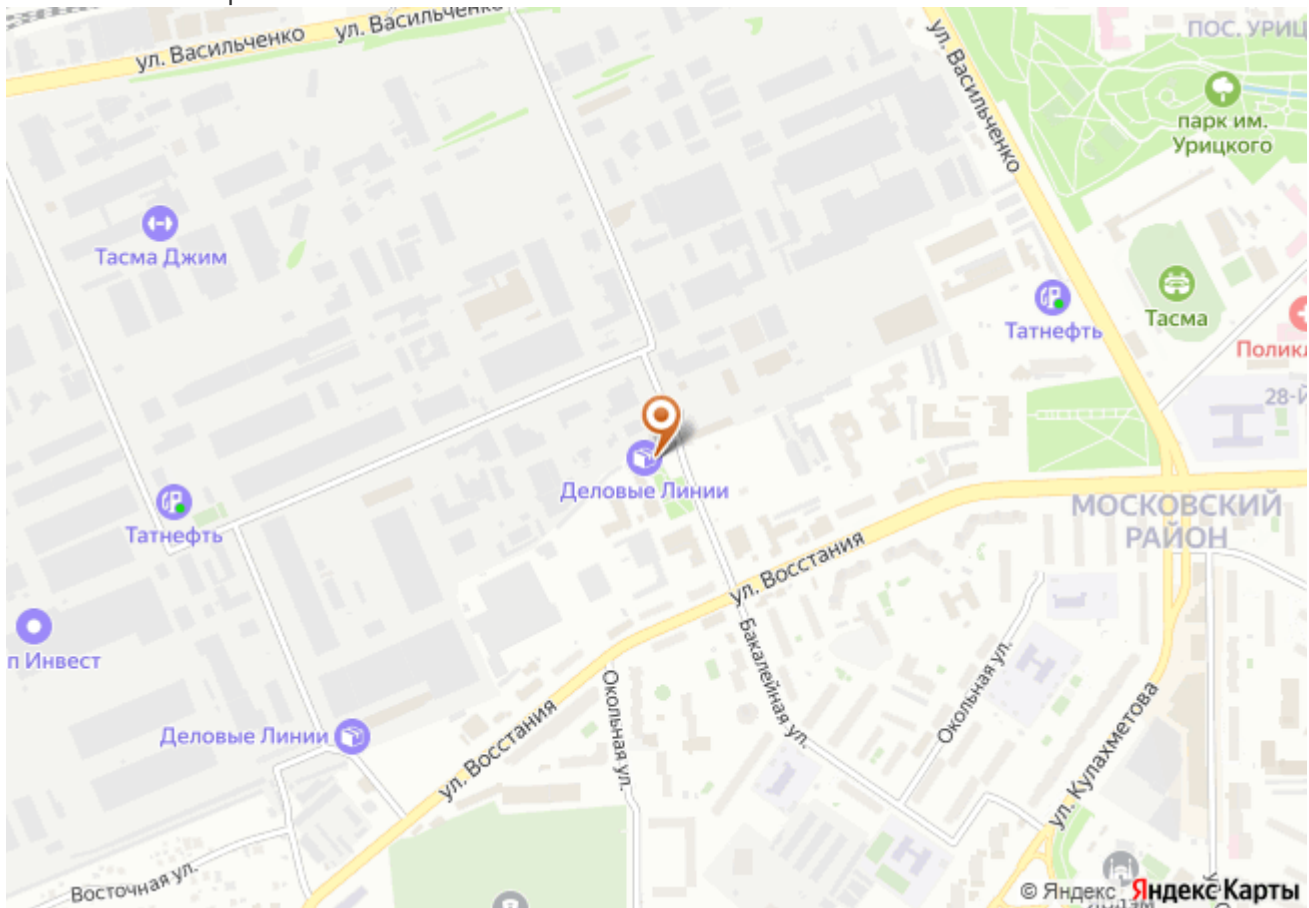 ул. Васильченко
ул. Васильченко
ул. Васильченко
ПОС. УРИЦ
парк им.
Урицкого
Тасма Джим
Татнефть
Тасма
Поликл
28-й
Деловые Линии
Татнефть
МОСКОВСКИЙ
РАЙОН
ул. Восстания
п Инвест
Бакалейная ул.
Окольная ул.
Окольная ул.
Деловые Линии
ул. Восстания
ул. Кулахметова
Восточная ул.
© Яндекс Яндекс Карты